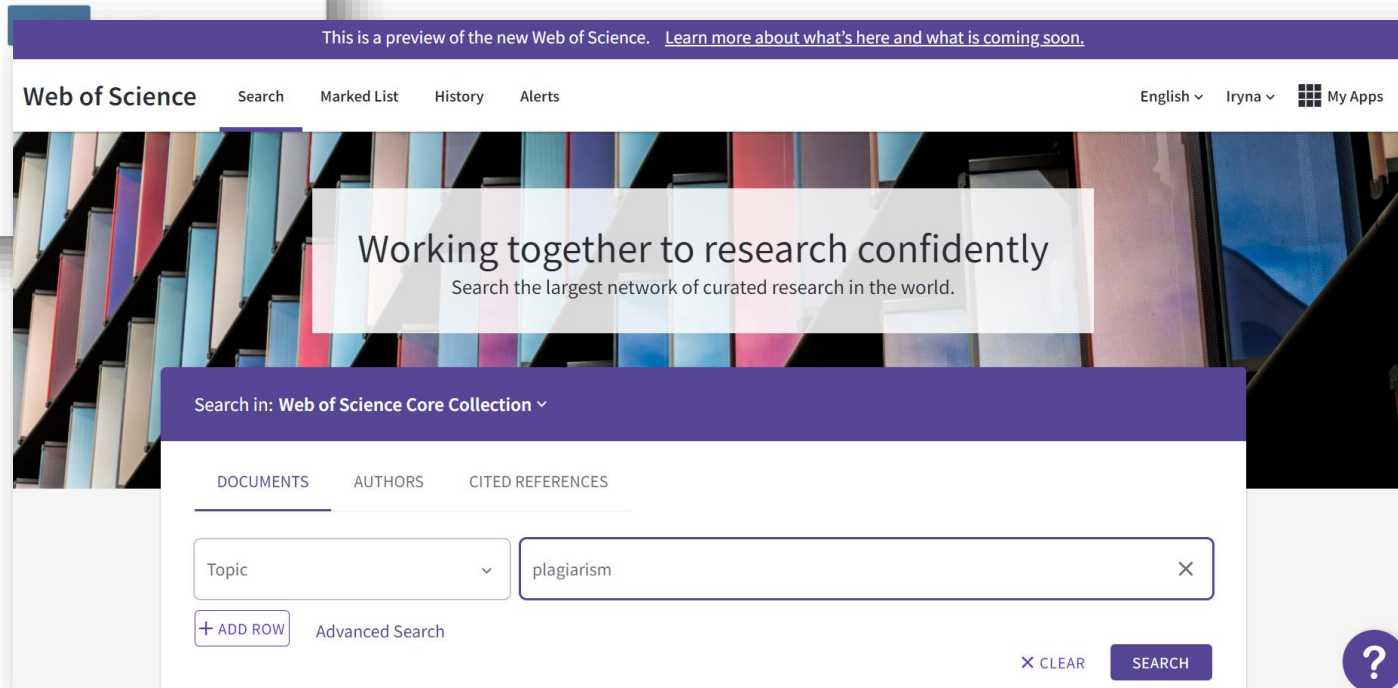 This is a preview of the new Web of Science. Learn more about what's here and what is coming soon.
Web of Science Search Marked List History Alerts English Iryna My Apps
Working together to research confidently
Search the largest network of curated research in the world.
Search in: Web of Science Core Collection
DOCUMENTS AUTHORS CITED REFERENCES
Topic plagiarism
+ ADD ROW Advanced Search
× CLEAR SEARCH
?